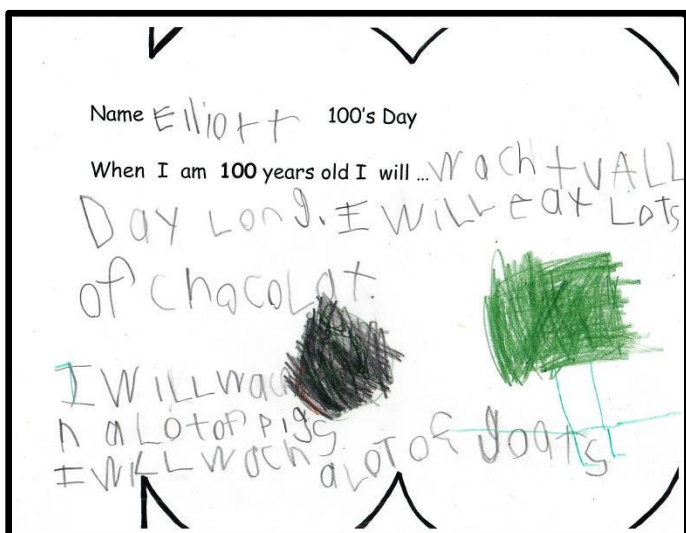 Name Elliott 100's Day
When I am 100 years old I will ... wach tv ALL
Day Long. I WiLL eat Lots
of chacoLat.
I WiLL wach
n a Lot of pigs
I WiLL wach a Lot of goats